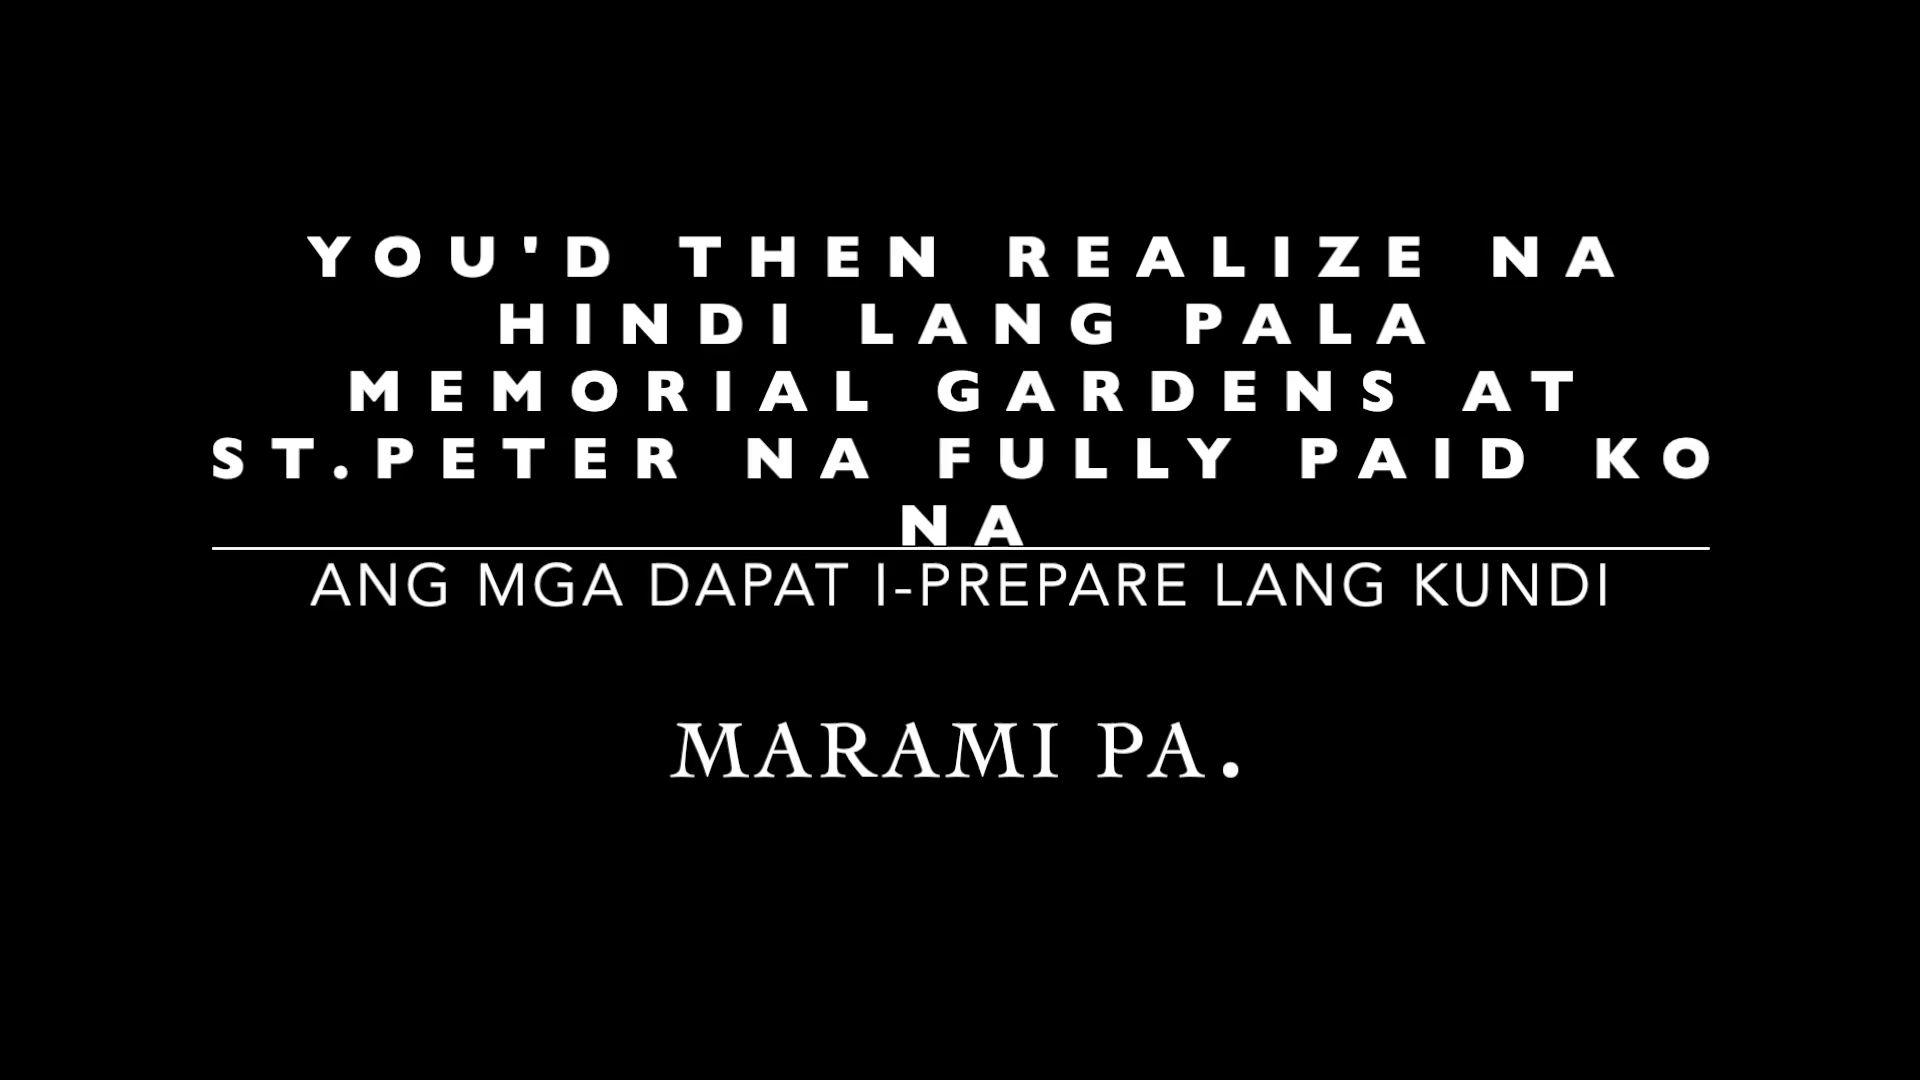 YOU'D THEN REALIZE NA
HINDI LANG PALA
MEMORIAL GARDENS AT
ST.PETER NA FULLY PAID KO
NA
ANG MGA DAPAT I-PREPARE LANG KUNDI
MARAMI PA.